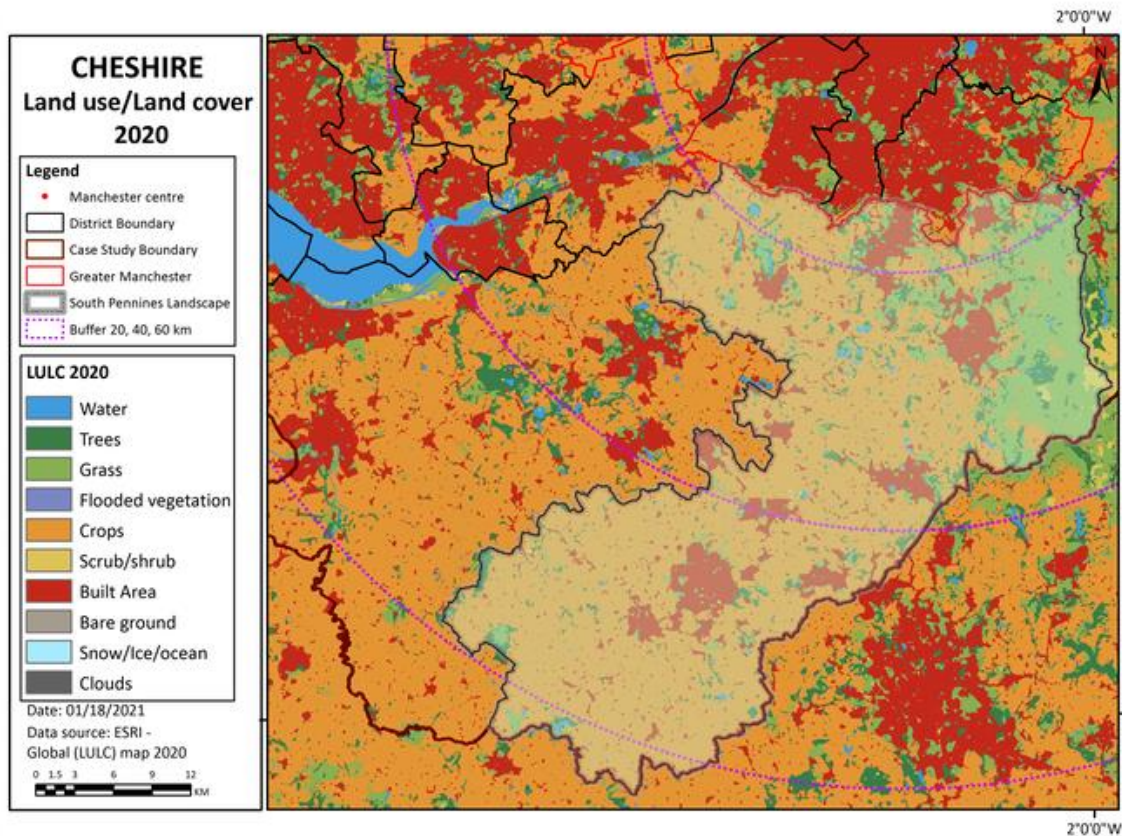 2°0'0"W
CHESHIRE
Land use/Land cover
2020
Legend
Manchester centre
District Boundary
Case Study Boundary
Greater Manchester
South Pennines Landscape
Buffer 20, 40, 60 km
LULC 2020
Water
Trees
Grass
Flooded vegetation
Crops
Scrub/shrub
Built Area
Bare ground
Snow/Ice/ocean
Clouds
Date: 01/18/2021
Data source: ESRI -
Global (LULC) map 2020
0 1.5 3 6 9 12
KM
N
2°0'0"W